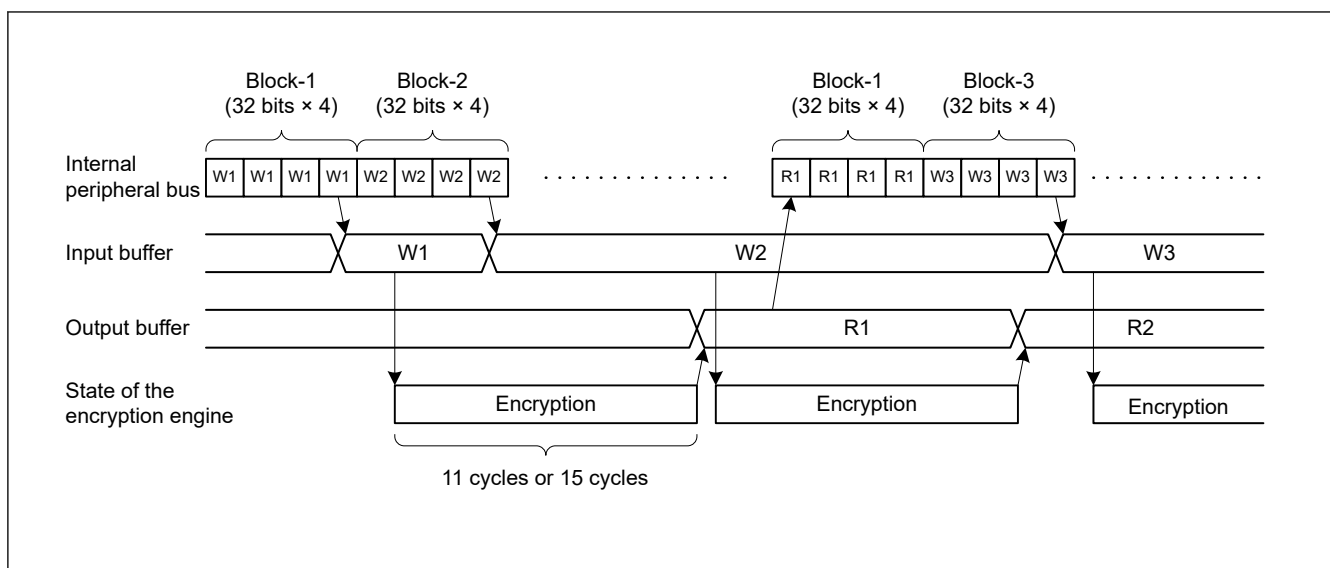 Block-1
(32 bits × 4)
Block-2
(32 bits × 4)
Block-1
(32 bits × 4)
Block-3
(32 bits × 4)
Internal
peripheral bus
W1 W1 W1 W1 W2 W2 W2 W2
R1 R1 R1 R1 W3 W3 W3 W3
Input buffer
W1
W2
W3
Output buffer
R1
R2
State of the
encryption engine
Encryption
Encryption
Encryption
11 cycles or 15 cycles